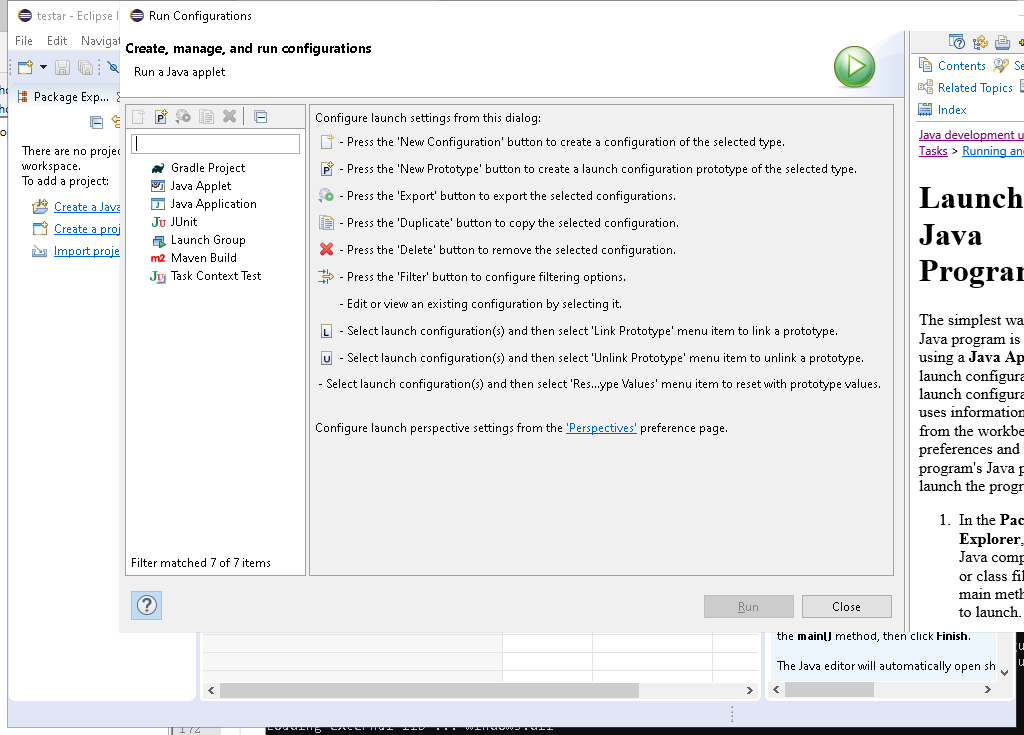 testar - Eclipse I
Run Configurations
File Edit Navigat
Create, manage, and run configurations
Run a Java applet
Package Exp...
There are no projec
workspace.
To add a project:
Create a Java
Create a proj
Import proje
Gradle Project
Java Applet
Java Application
JUnit
Launch Group
Maven Build
Task Context Test
Filter matched 7 of 7 items
Configure launch settings from this dialog:
- Press the 'New Configuration' button to create a configuration of the selected type.
- Press the 'New Prototype' button to create a launch configuration prototype of the selected type.
- Press the 'Export' button to export the selected configurations.
- Press the 'Duplicate' button to copy the selected configuration.
- Press the 'Delete' button to remove the selected configuration.
- Press the 'Filter' button to configure filtering options.
- Edit or view an existing configuration by selecting it.
L - Select launch configuration(s) and then select 'Link Prototype' menu item to link a prototype.
U - Select launch configuration(s) and then select 'Unlink Prototype' menu item to unlink a prototype.
- Select launch configuration(s) and then select 'Res...ype Values' menu item to reset with prototype values.
Configure launch perspective settings from the 'Perspectives' preference page.
Run
Close
Contents Se
Related Topics
Index
Java development u
Tasks > Running and
Launch
Java
Program
The simplest wa
Java program is
using a Java Ap
launch configura
launch configura
uses information
from the workbe
preferences and
program's Java p
launch the progr
1. In the Pac
Explorer,
Java comp
or class fil
main meth
to launch.
the main() method, then click Finish.
The Java editor will automatically open sh
172
Loading external lib ... windows.dll